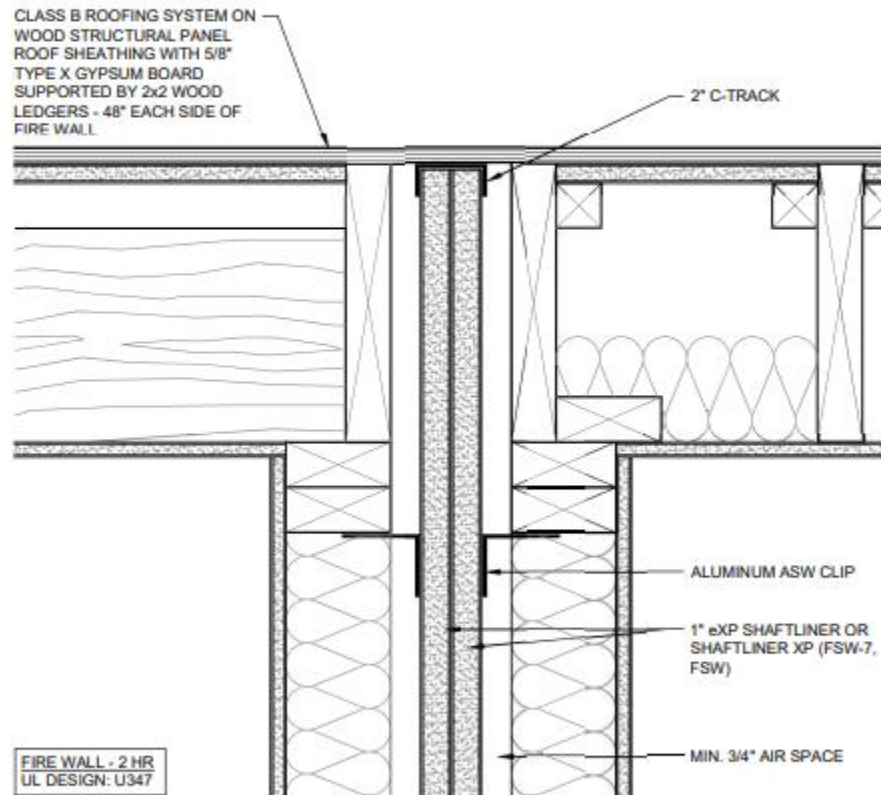 CLASS B ROOFING SYSTEM ON
WOOD STRUCTURAL PANEL
ROOF SHEATHING WITH 5/8"
TYPE X GYPSUM BOARD
SUPPORTED BY 2x2 WOOD
LEDGERS - 48" EACH SIDE OF
FIRE WALL
2" C-TRACK
ALUMINUM ASW CLIP
1" eXP SHAFTLINER OR
SHAFTLINER XP (FSW-7,
FSW)
MIN. 3/4" AIR SPACE
FIRE WALL - 2 HR
UL DESIGN: U347